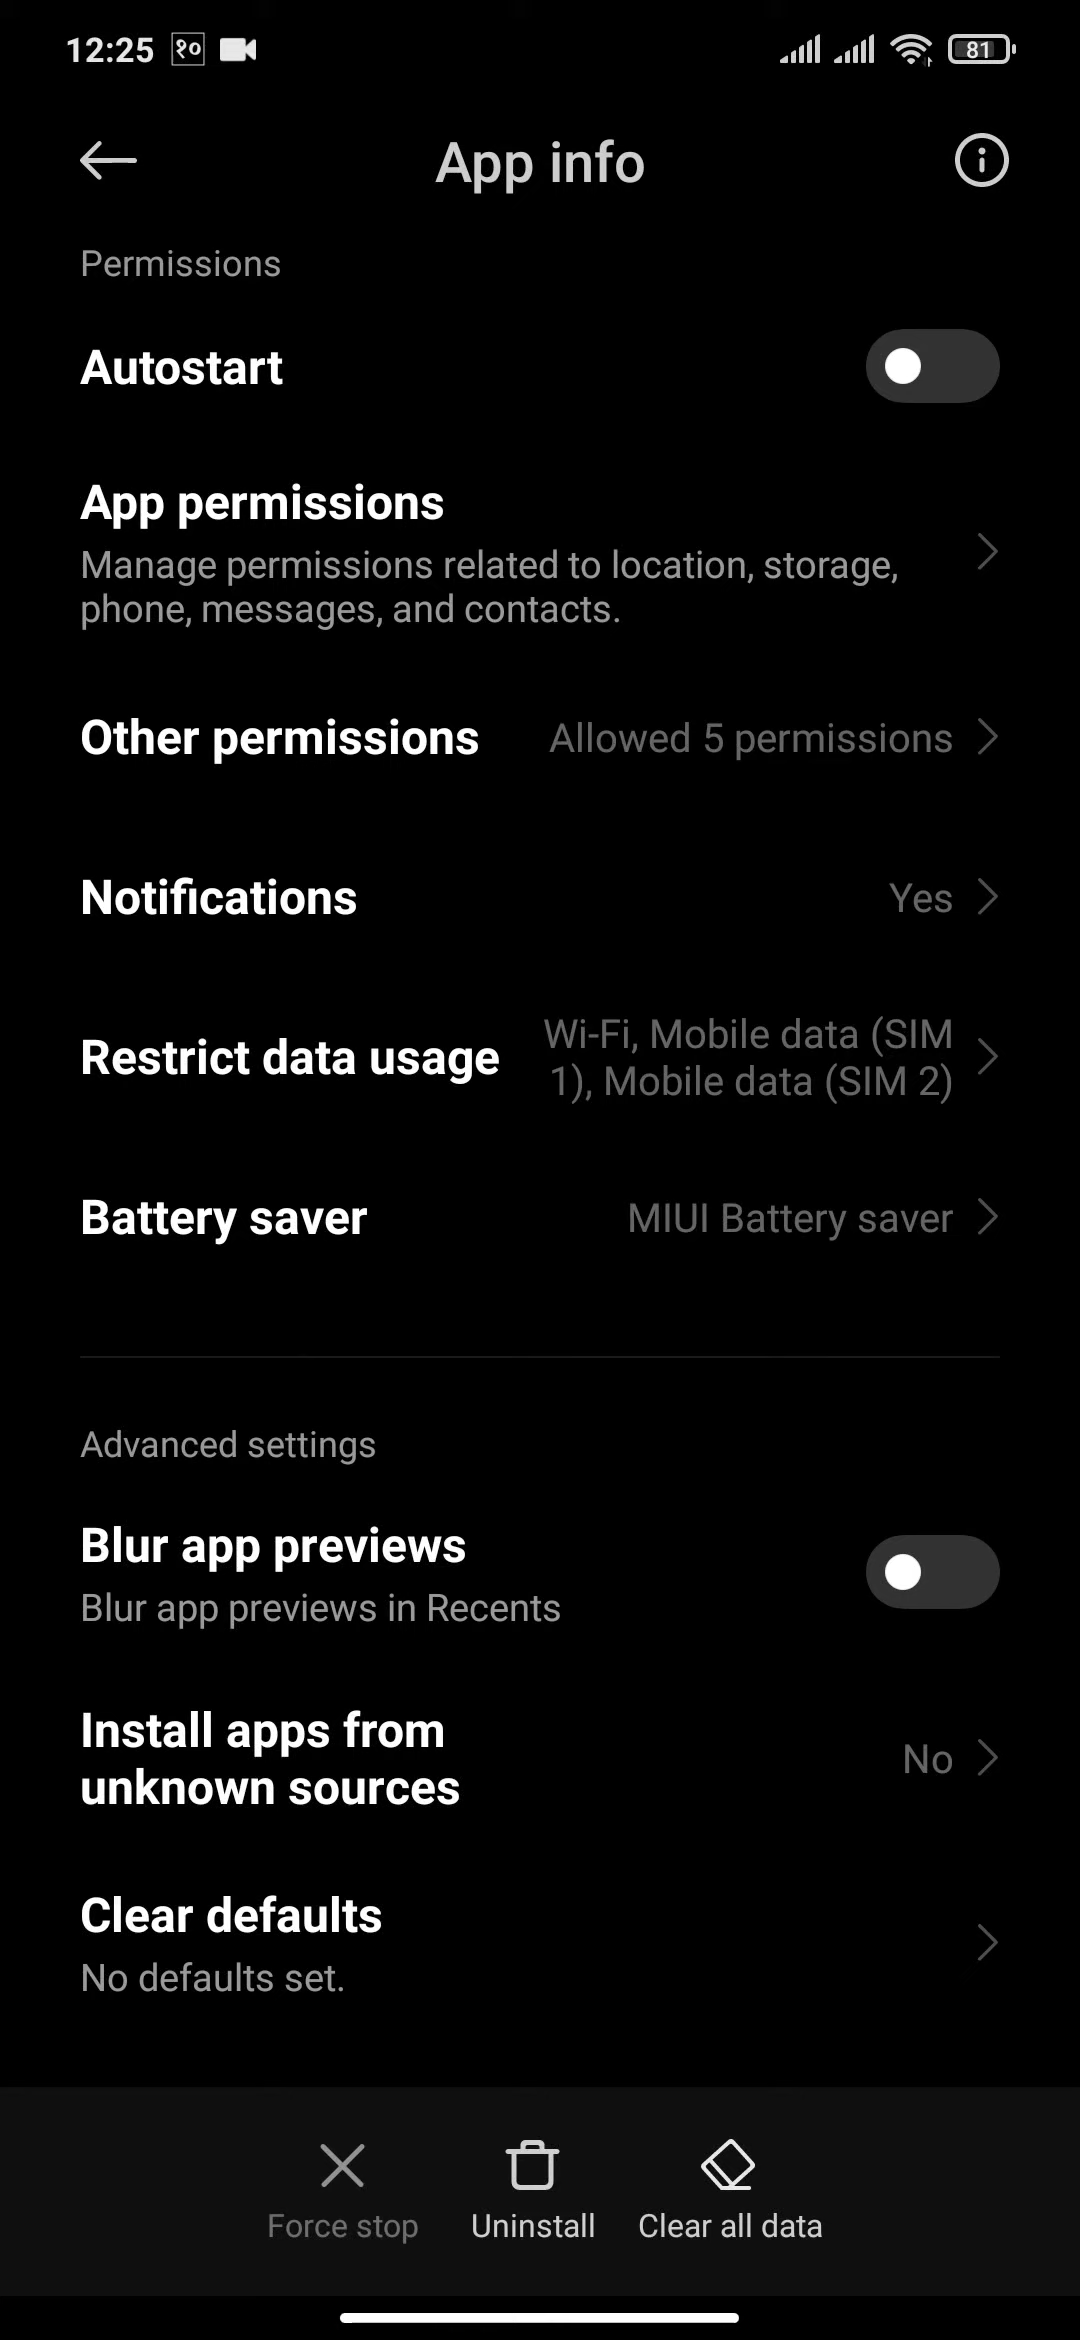 12:25 १० 81
App info
Permissions
Autostart
App permissions
Manage permissions related to location, storage,
phone, messages, and contacts.
Other permissions Allowed 5 permissions
Notifications Yes
Restrict data usage Wi-Fi, Mobile data (SIM
1), Mobile data (SIM 2)
Battery saver MIUI Battery saver
Advanced settings
Blur app previews
Blur app previews in Recents
Install apps from
unknown sources No
Clear defaults
No defaults set.
Force stop Uninstall Clear all data